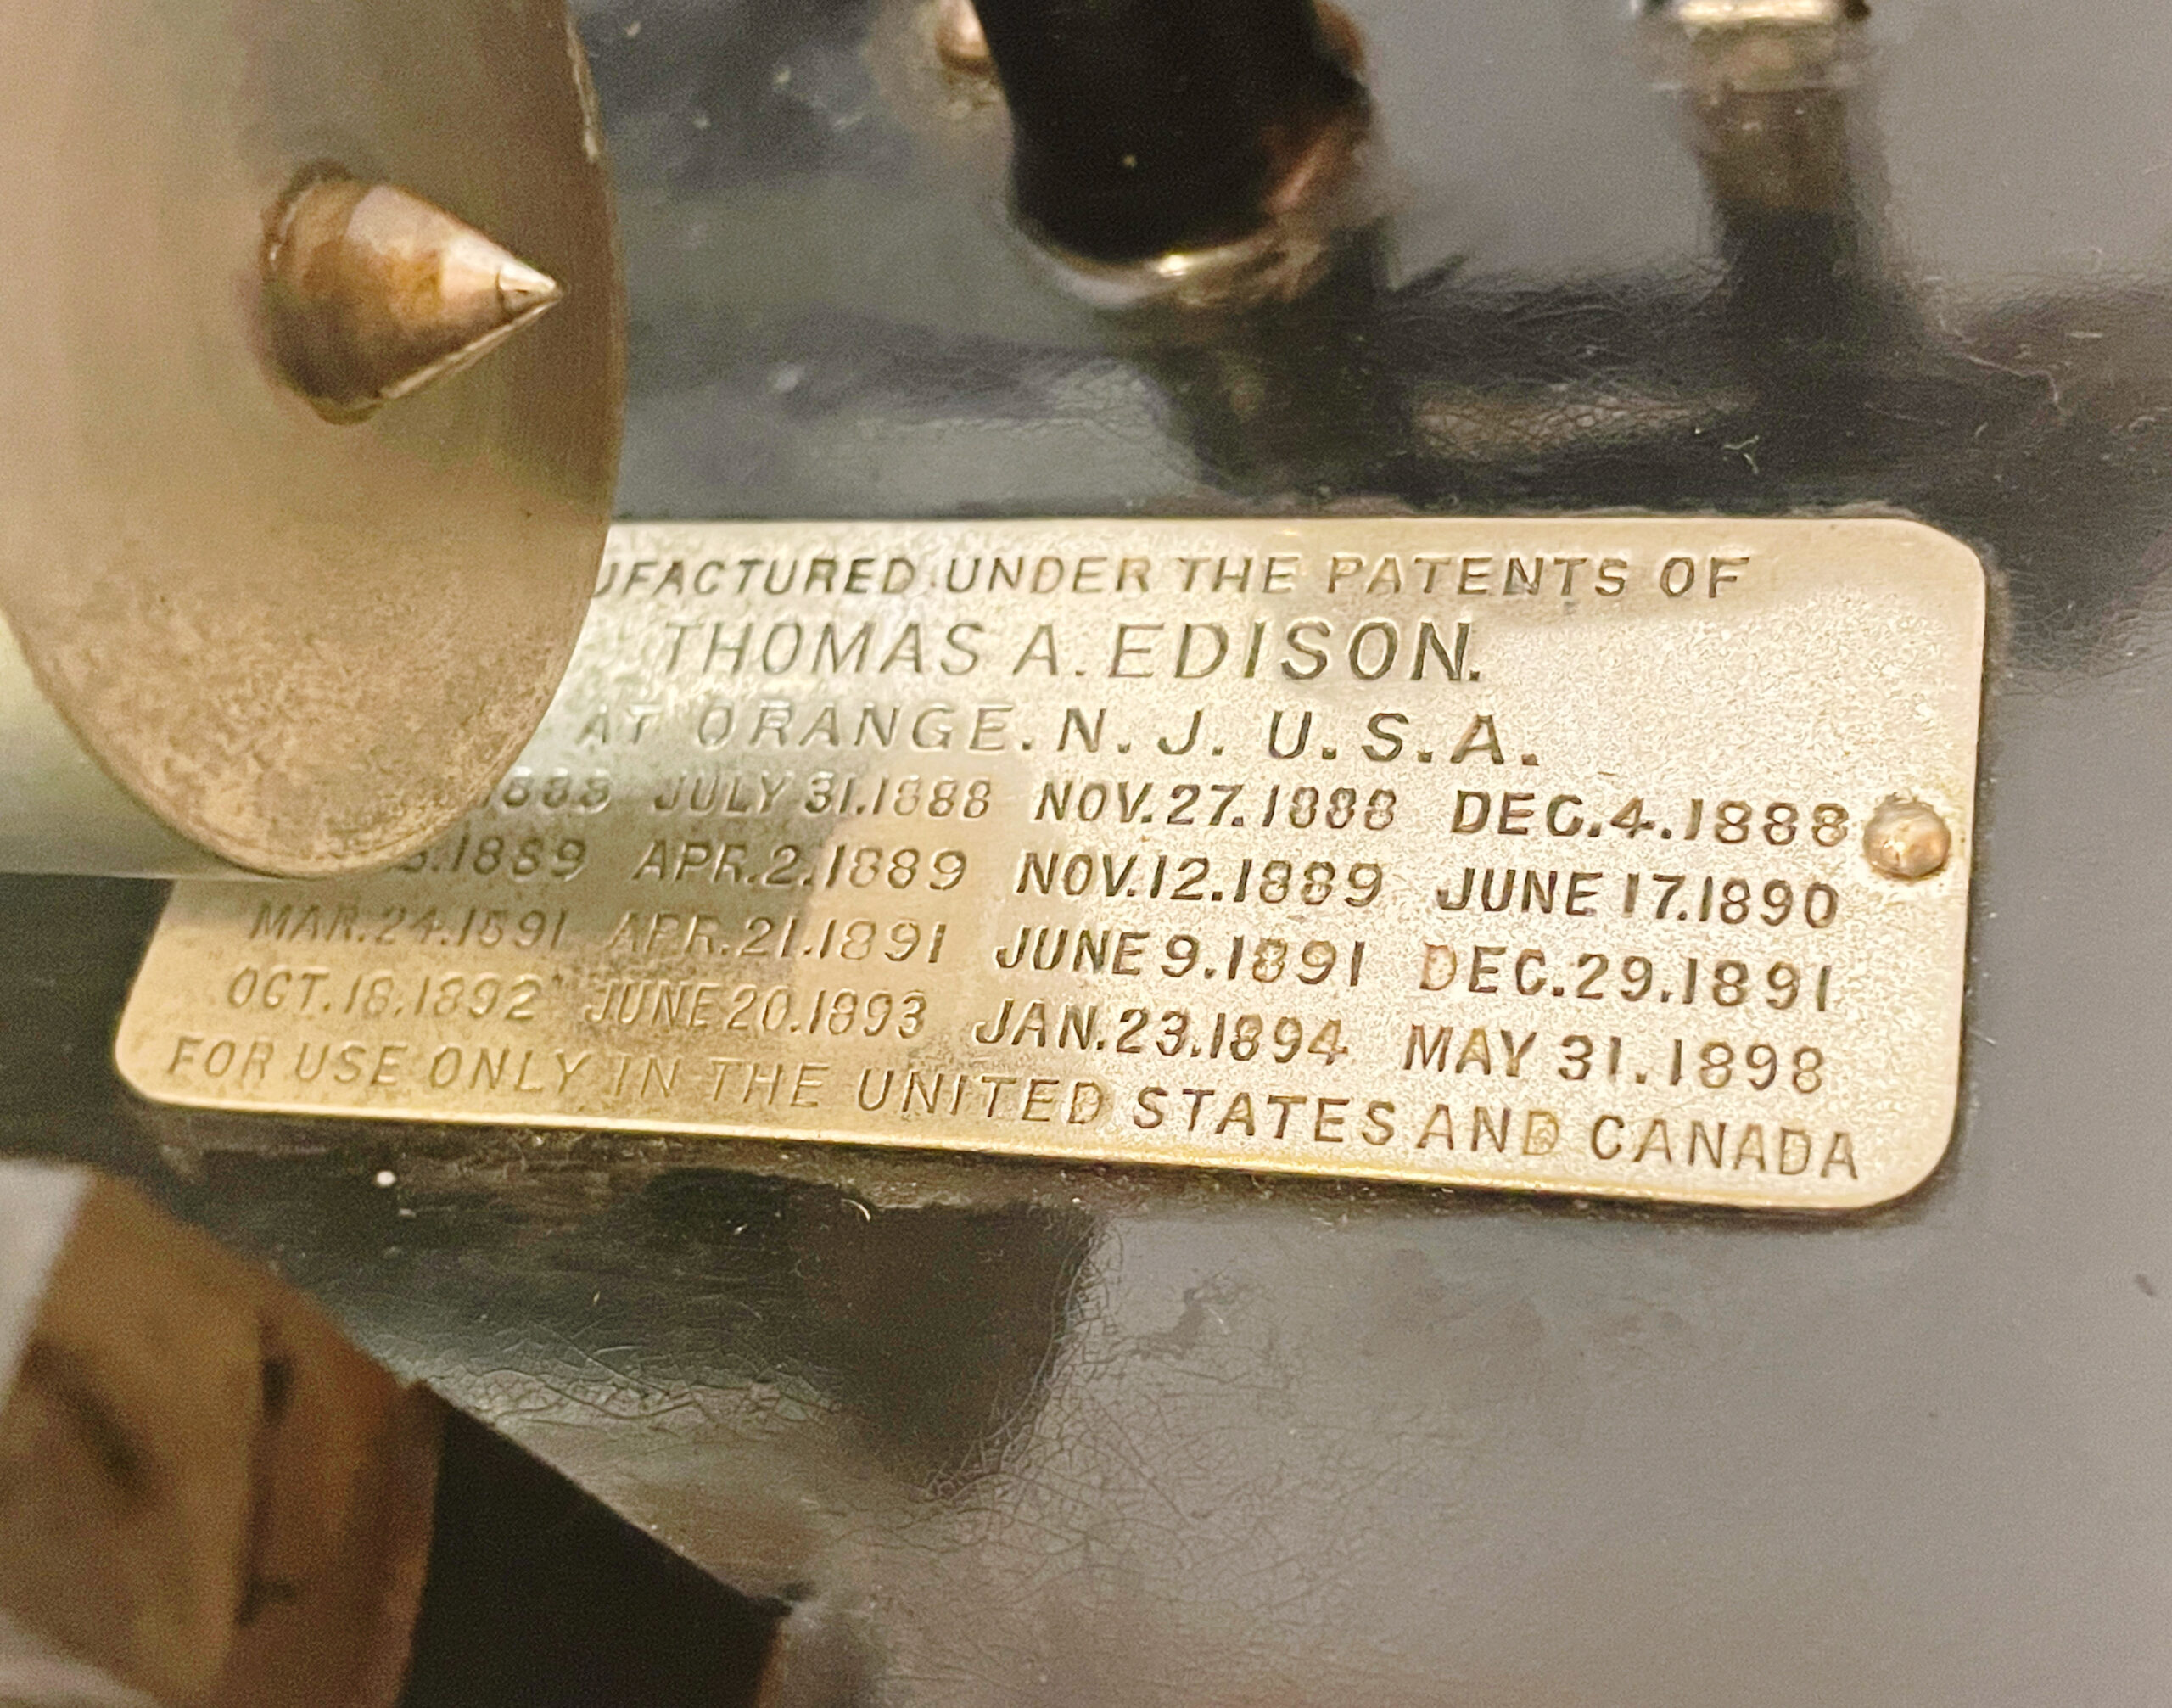 UFACTURED UNDER THE PATENTS OF
THOMAS A. EDISON.
AT ORANGE. N. J. U.S.A.
1888 JULY 31.1888 NOV.27.1888 DEC.4.1888
.1889 APR.2.1889 NOV.12.1889 JUNE 17.1890
MAR.24.1891 APR.21.1891 JUNE 9.1891 DEC.29.1891
OCT.18.1892 JUNE 20.1893 JAN.23.1894 MAY 31.1898
FOR USE ONLY IN THE UNITED STATES AND CANADA